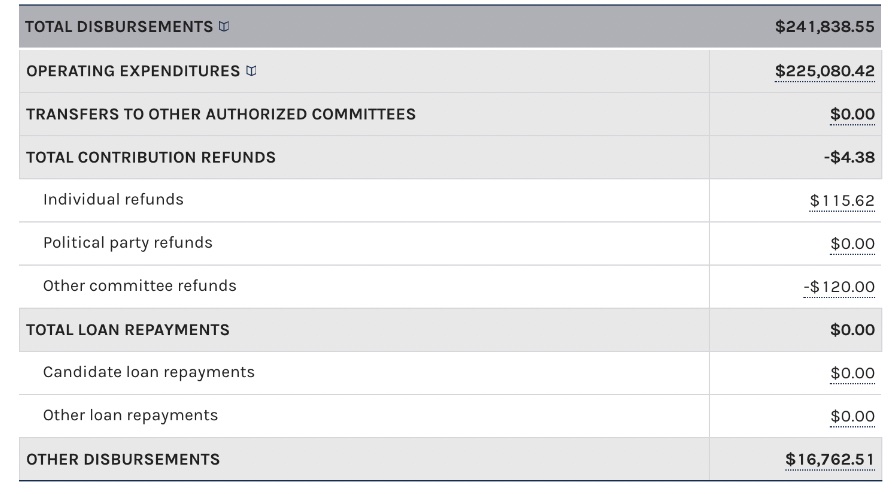 TOTAL DISBURSEMENTS $241,838.55
OPERATING EXPENDITURES $225,080.42
TRANSFERS TO OTHER AUTHORIZED COMMITTEES $0.00
TOTAL CONTRIBUTION REFUNDS -$4.38
Individual refunds $115.62
Political party refunds $0.00
Other committee refunds -$120.00
TOTAL LOAN REPAYMENTS $0.00
Candidate loan repayments $0.00
Other loan repayments $0.00
OTHER DISBURSEMENTS $16,762.51